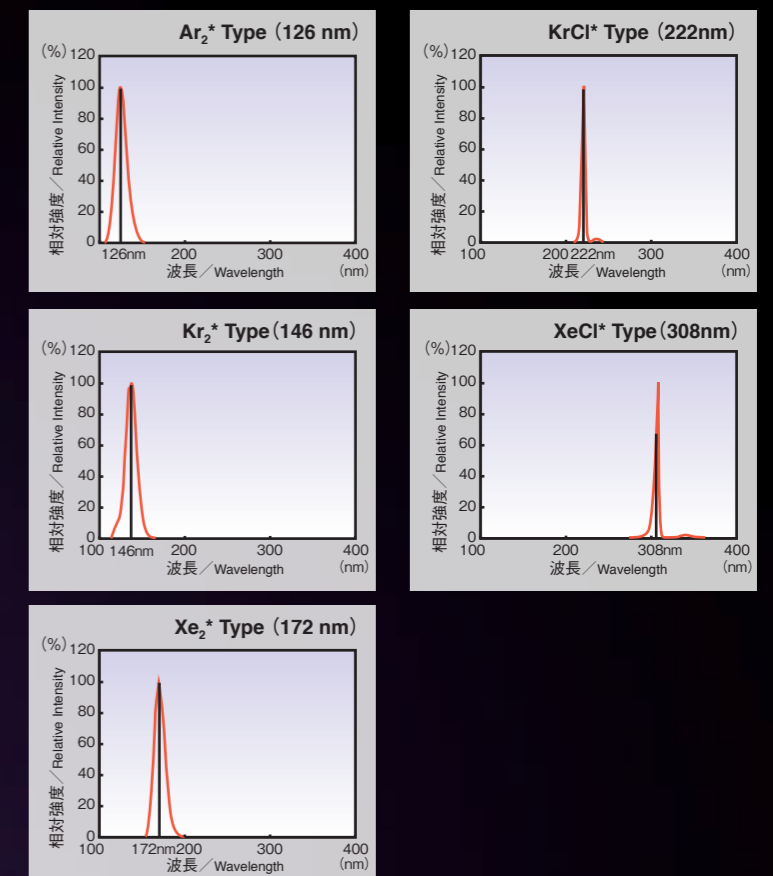 Ar₂* Type（126 nm）
(%)
120
100
80
60
40
20
0
相対強度／Relative Intensity
126nm 200 300 400
波長／Wavelength (nm)
KrCl* Type（222nm）
(%)
120
100
80
60
40
20
0
相対強度／Relative Intensity
100 200 222nm 300 400
波長／Wavelength (nm)
Kr₂* Type（146 nm）
(%)
120
100
80
60
40
20
0
相対強度／Relative Intensity
100 146nm 200 300 400
波長／Wavelength (nm)
XeCl* Type（308nm）
(%)
120
100
80
60
40
20
0
相対強度／Relative Intensity
100 200 308nm 400
波長／Wavelength (nm)
Xe₂* Type（172 nm）
(%)
120
100
80
60
40
20
0
相対強度／Relative Intensity
100 172nm 200 300 400
波長／Wavelength (nm)